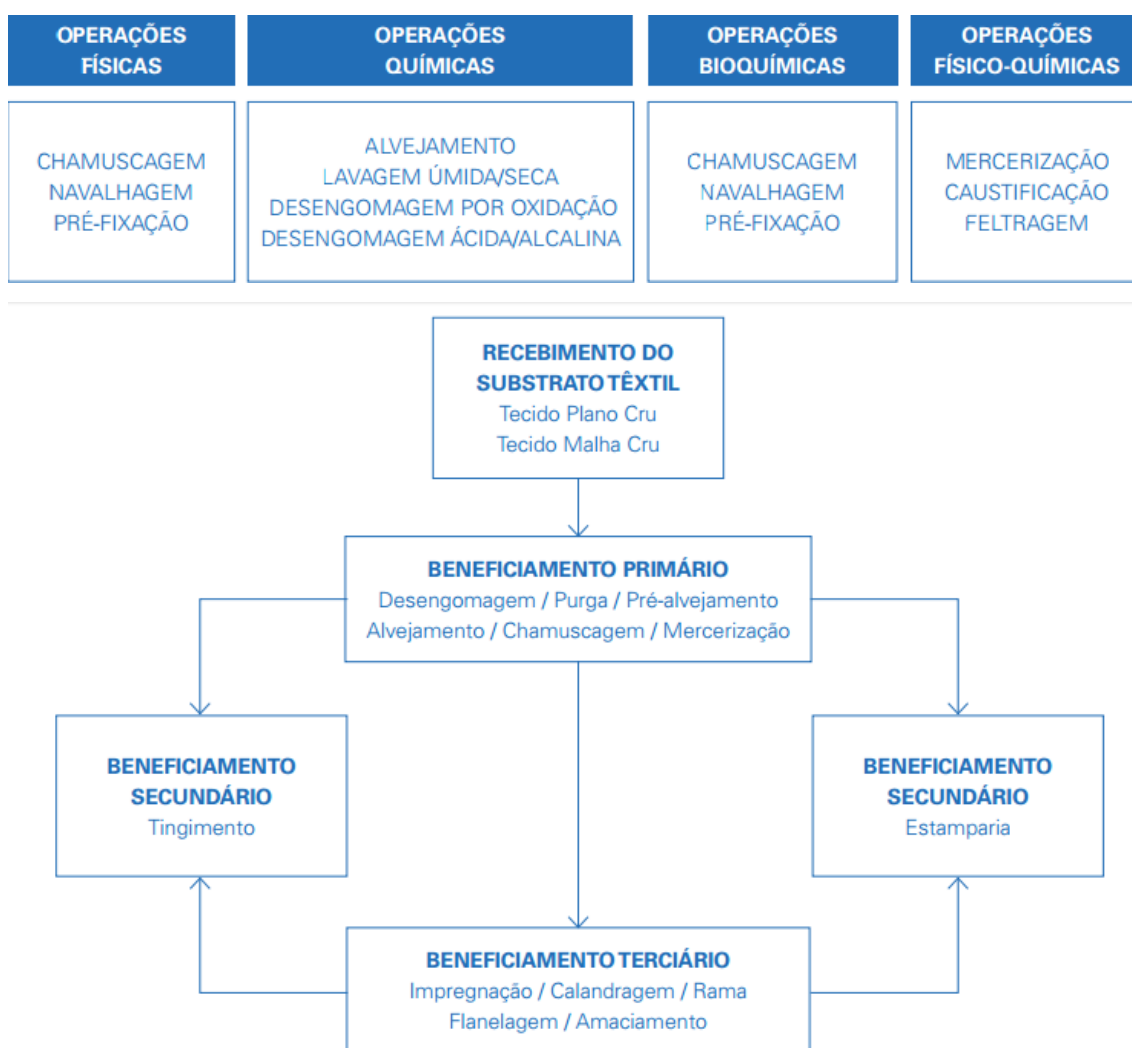 OPERAÇÕES
FÍSICAS
OPERAÇÕES
QUÍMICAS
OPERAÇÕES
BIOQUÍMICAS
OPERAÇÕES
FÍSICO-QUÍMICAS
CHAMUSCAGEM
NAVALHAGEM
PRÉ-FIXAÇÃO
ALVEJAMENTO
LAVAGEM ÚMIDA/SECA
DESENGOMAGEM POR OXIDAÇÃO
DESENGOMAGEM ÁCIDA/ALCALINA
CHAMUSCAGEM
NAVALHAGEM
PRÉ-FIXAÇÃO
MERCERIZAÇÃO
CAUSTIFICAÇÃO
FELTRAGEM
RECEBIMENTO DO
SUBSTRATO TÊXTIL
Tecido Plano Cru
Tecido Malha Cru
BENEFICIAMENTO PRIMÁRIO
Desengomagem / Purga / Pré-alvejamento
Alvejamento / Chamuscagem / Mercerização
BENEFICIAMENTO
SECUNDÁRIO
Tingimento
BENEFICIAMENTO
SECUNDÁRIO
Estamparia
BENEFICIAMENTO TERCIÁRIO
Impregnação / Calandragem / Rama
Flanelagem / Amaciamento